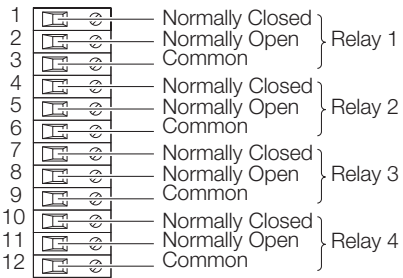 1 Normally Closed
2 Normally Open Relay 1
3 Common
4 Normally Closed
5 Normally Open Relay 2
6 Common
7 Normally Closed
8 Normally Open Relay 3
9 Common
10 Normally Closed
11 Normally Open Relay 4
12 Common